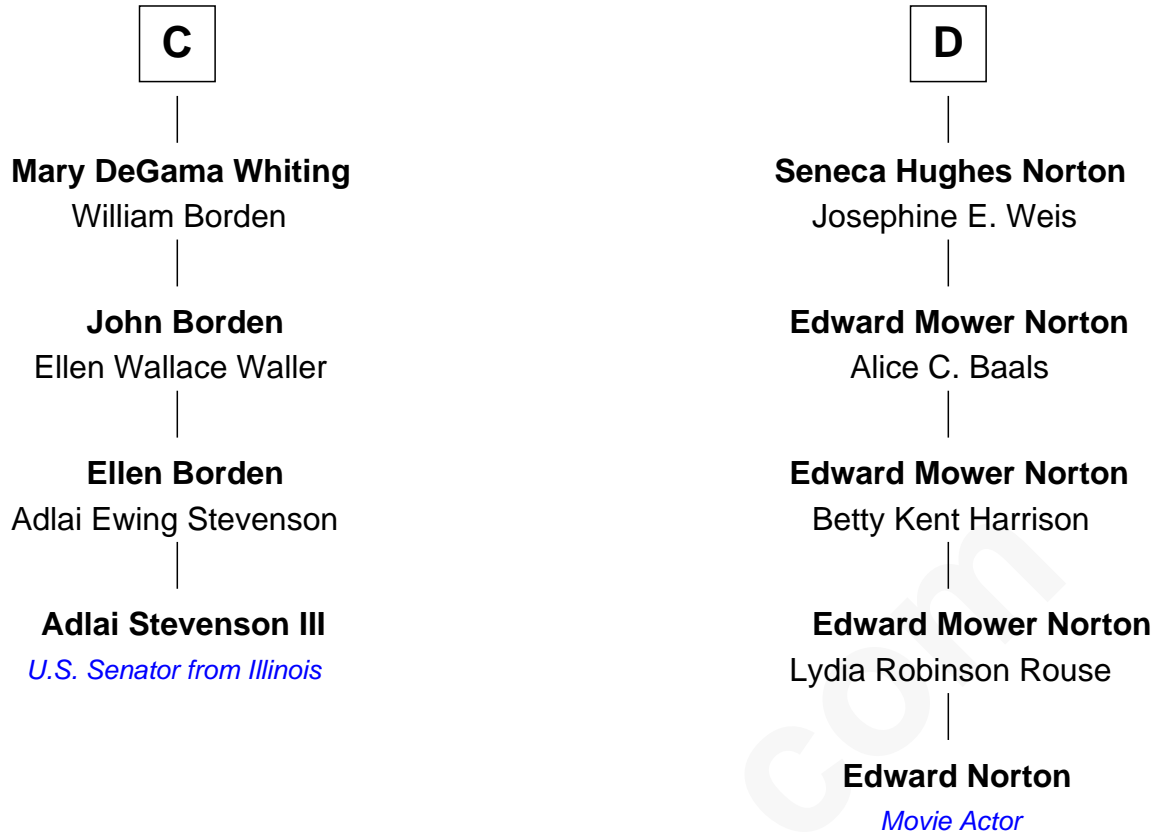 C
Mary DeGama Whiting
William Borden
John Borden
Ellen Wallace Waller
Ellen Borden
Adlai Ewing Stevenson
Adlai Stevenson III
U.S. Senator from Illinois
D
Seneca Hughes Norton
Josephine E. Weis
Edward Mower Norton
Alice C. Baals
Edward Mower Norton
Betty Kent Harrison
Edward Mower Norton
Lydia Robinson Rouse
Edward Norton
Movie Actor
com